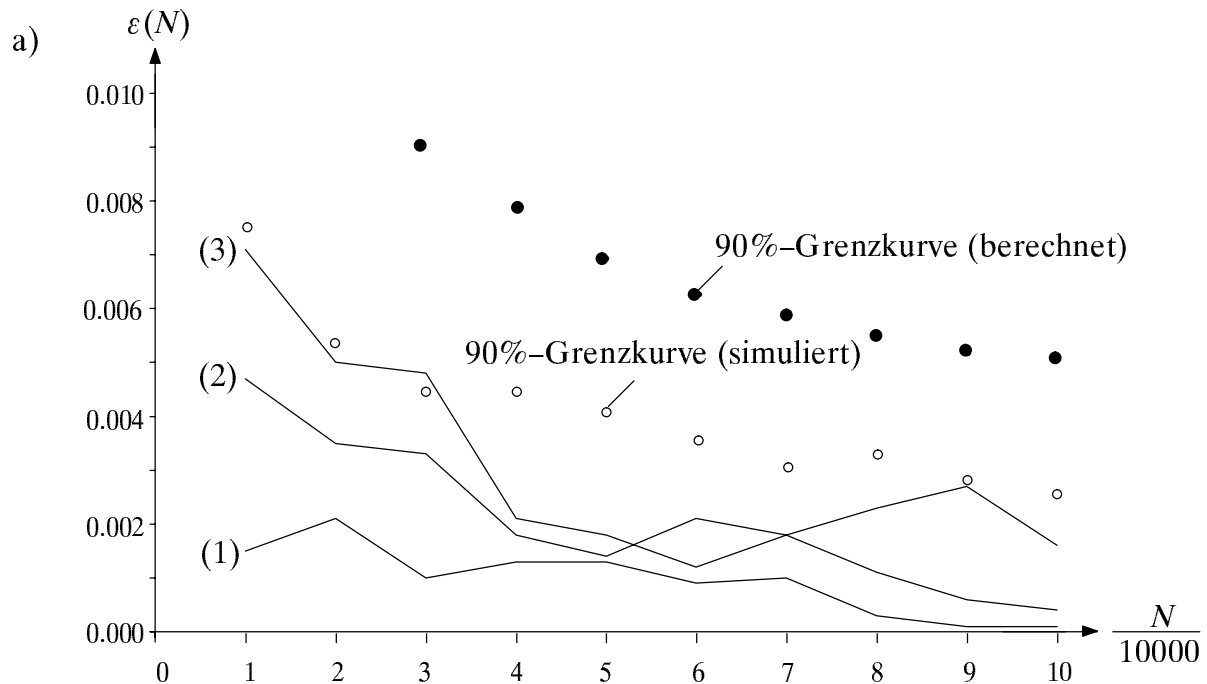 a)
ε(N)
0.010
0.008
(3)
90%–Grenzkurve (berechnet)
0.006
90%–Grenzkurve (simuliert)
(2)
0.004
0.002
(1)
0.000
N
10000
0 1 2 3 4 5 6 7 8 9 10